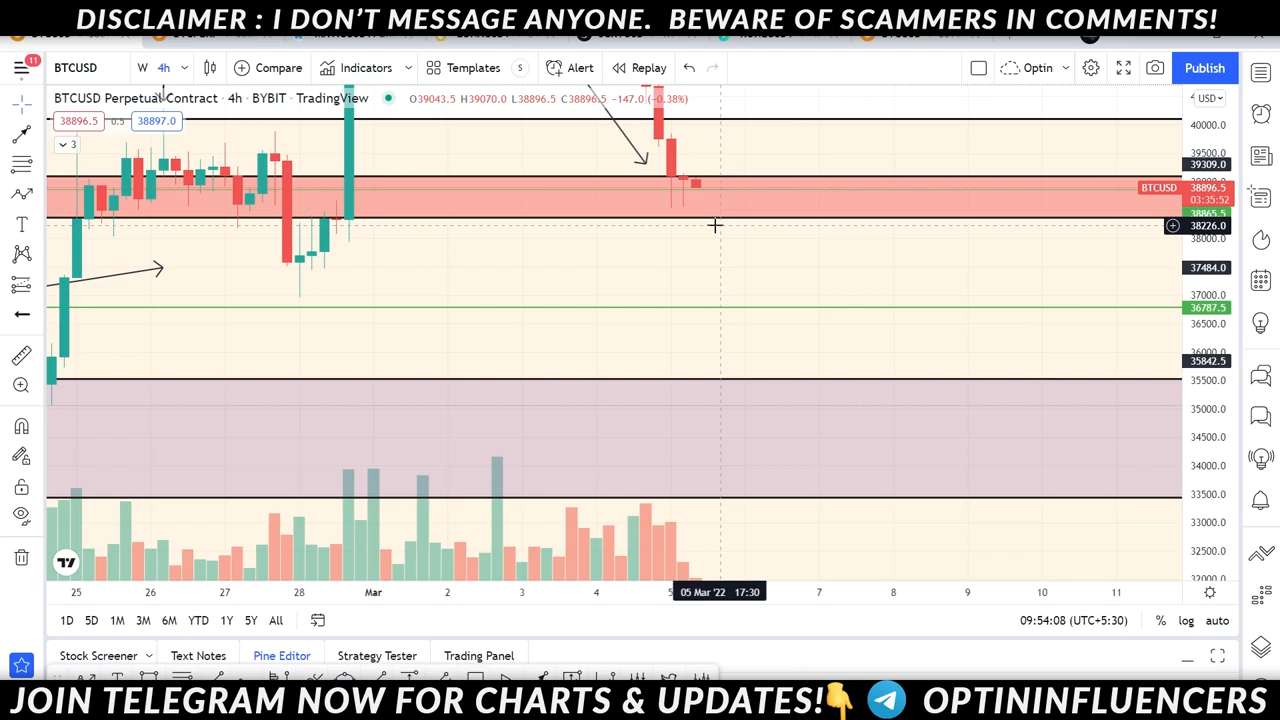 DISCLAIMER : I DON'T MESSAGE ANYONE. BEWARE OF SCAMMERS IN COMMENTS!
11
BTCUSD W 4h Compare Indicators Templates S Alert Replay Optin Publish
BTCUSD Perpetual Contract · 4h · BYBIT · TradingView O39043.5 H39070.0 L38896.5 C38896.5 -147.0 (-0.38%) USD
38896.5 0.5 38897.0
3
40000.0
39500.0
39309.0
BTCUSD 38896.5
03:35:52
38865.5
38226.0
38000.0
37484.0
37000.0
36787.5
36500.0
36000.0
35842.5
35500.0
35000.0
34500.0
34000.0
33500.0
33000.0
32500.0
32000.0
25 26 27 28 Mar 2 3 4 5 05 Mar '22 17:30 7 8 9 10 11
1D 5D 1M 3M 6M YTD 1Y 5Y All 09:54:08 (UTC+5:30) % log auto
Stock Screener Text Notes Pine Editor Strategy Tester Trading Panel
JOIN TELEGRAM NOW FOR CHARTS & UPDATES!👇 OPTININFLUENCERS